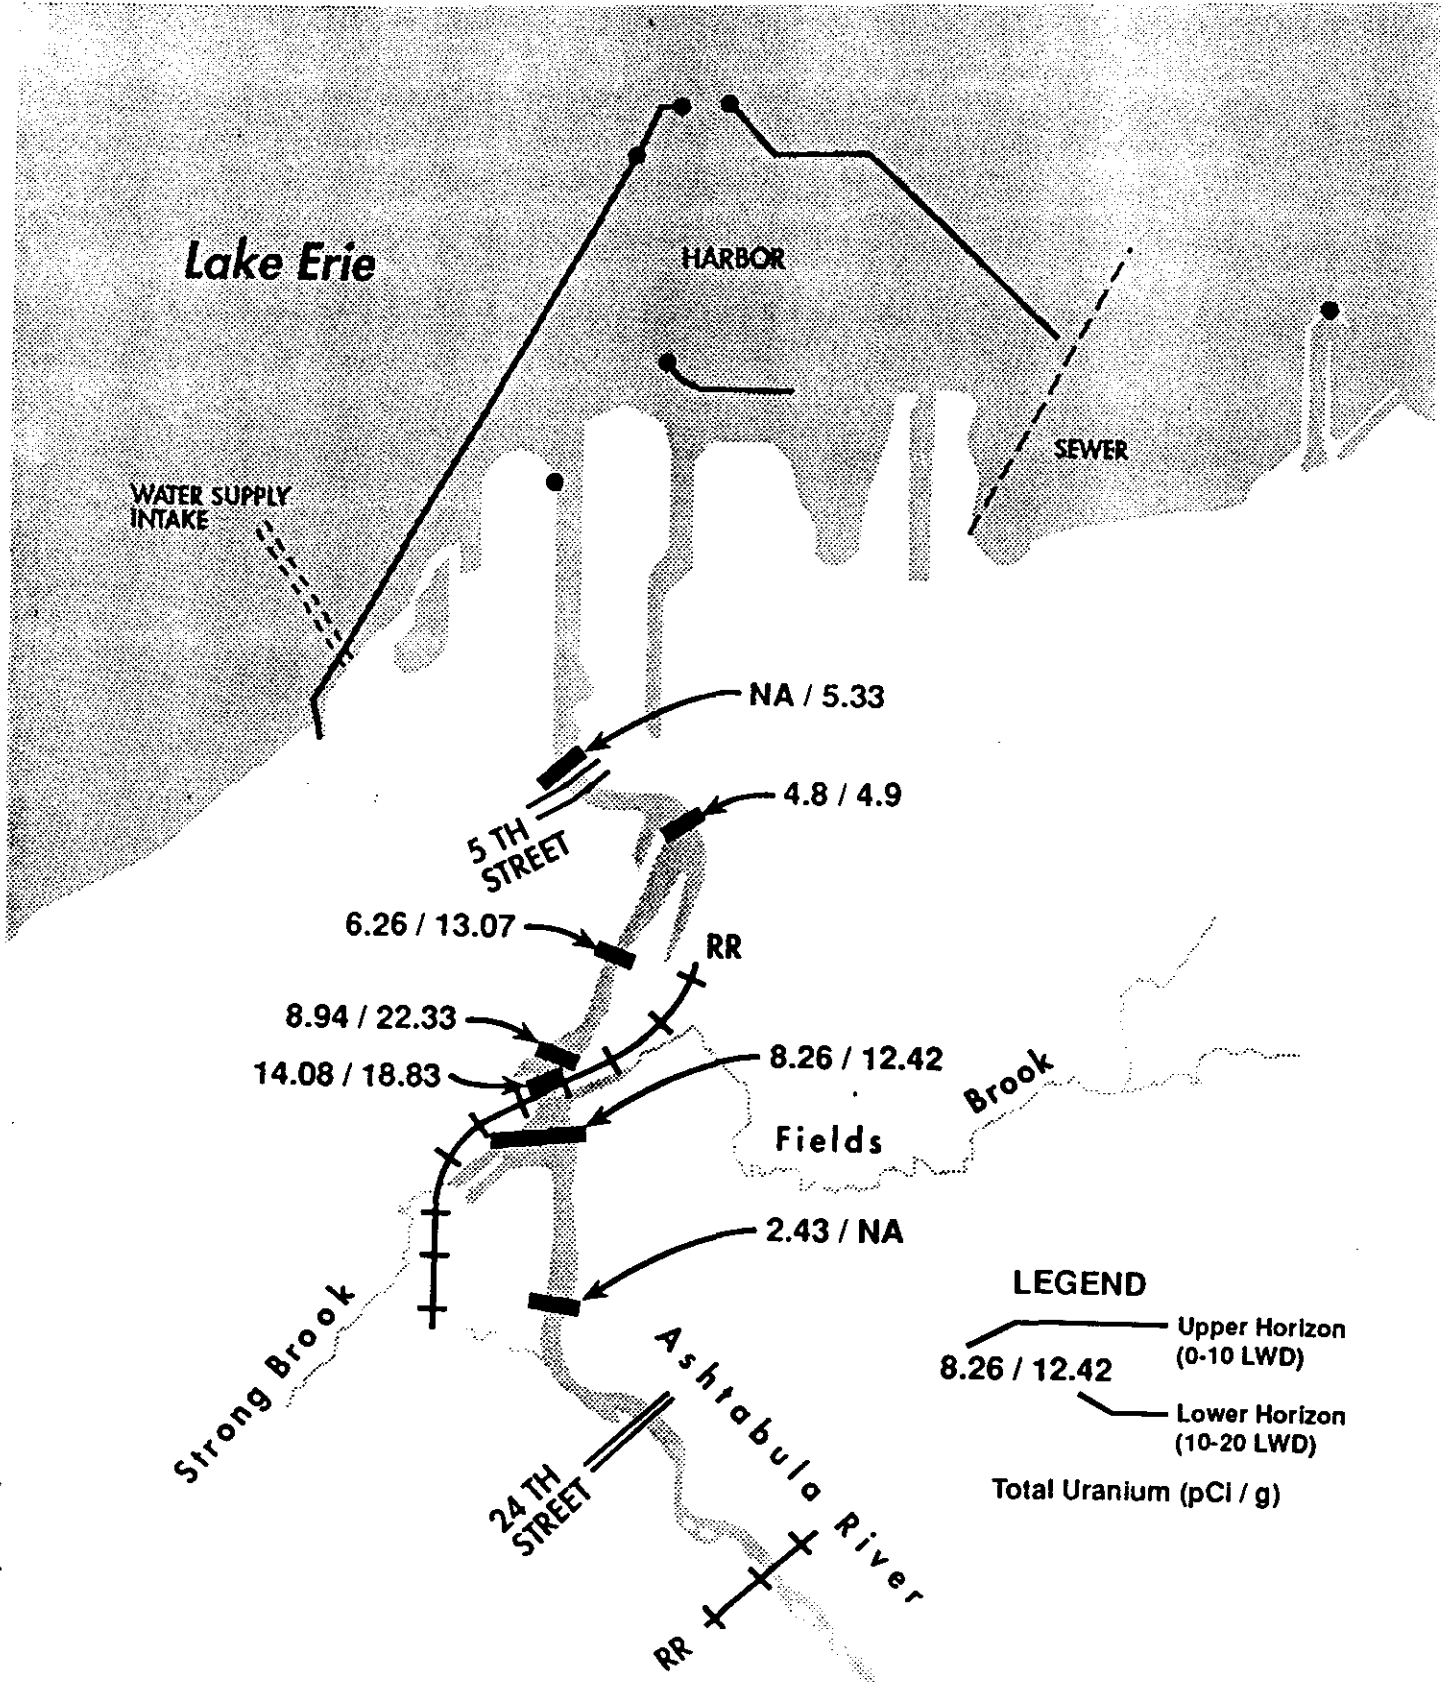 Lake Erie
HARBOR
SEWER
WATER SUPPLY
INTAKE
NA / 5.33
4.8 / 4.9
5 TH
STREET
6.26 / 13.07
RR
8.94 / 22.33
14.08 / 18.83
8.26 / 12.42
Fields Brook
2.43 / NA
Strong Brook
Ashtabula River
24 TH
STREET
RR
LEGEND
Upper Horizon
(0-10 LWD)
8.26 / 12.42
Lower Horizon
(10-20 LWD)
Total Uranium (pCi / g)